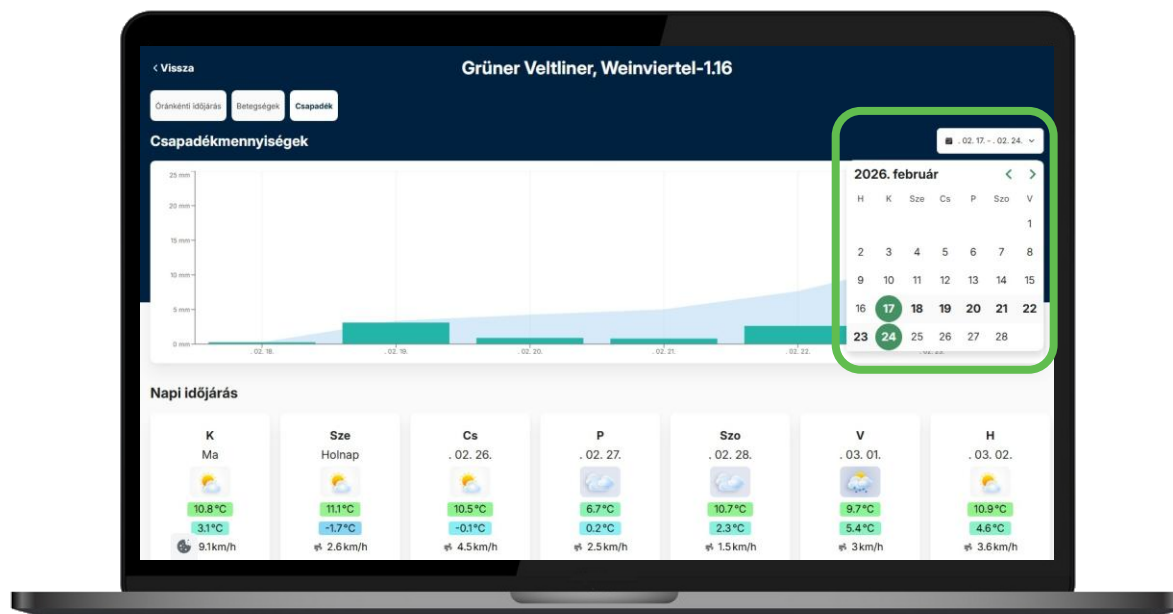 < Vissza
Grüner Veltliner, Weinviertel-1.16
Óránkénti időjárás Betegségek Csapadék
Csapadékmennyiségek
. 02. 17. - . 02. 24.
25 mm
20 mm
15 mm
10 mm
5 mm
0 mm
. 02. 18. . 02. 19. . 02. 20. . 02. 21. . 02. 22.
2026. február < >
H K Sze Cs P Szo V
1
2 3 4 5 6 7 8
9 10 11 12 13 14 15
16 17 18 19 20 21 22
23 24 25 26 27 28
Napi időjárás
K Sze Cs P Szo V H
Ma Holnap . 02. 26. . 02. 27. . 02. 28. . 03. 01. . 03. 02.
10.8°C 11.1°C 10.5°C 6.7°C 10.7°C 9.7°C 10.9°C
3.1°C -1.7°C -0.1°C 0.2°C 2.3°C 5.4°C 4.6°C
9.1km/h 2.6km/h 4.5km/h 2.5km/h 1.5km/h 3km/h 3.6km/h